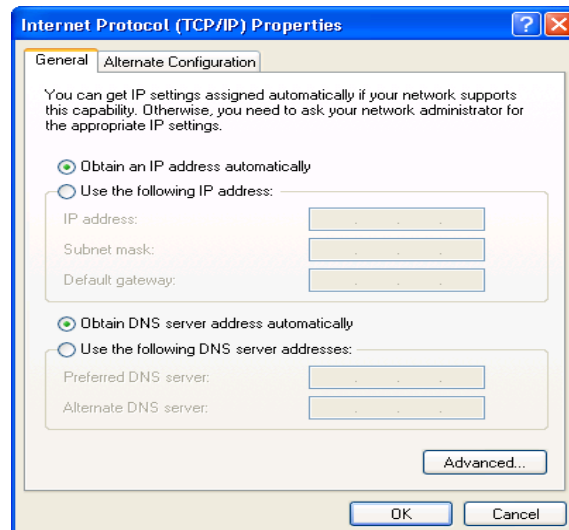 Internet Protocol (TCP/IP) Properties
General
Alternate Configuration
You can get IP settings assigned automatically if your network supports
this capability. Otherwise, you need to ask your network administrator for
the appropriate IP settings.
Obtain an IP address automatically
Use the following IP address:
IP address:
Subnet mask:
Default gateway:
Obtain DNS server address automatically
Use the following DNS server addresses:
Preferred DNS server:
Alternate DNS server:
Advanced...
OK
Cancel